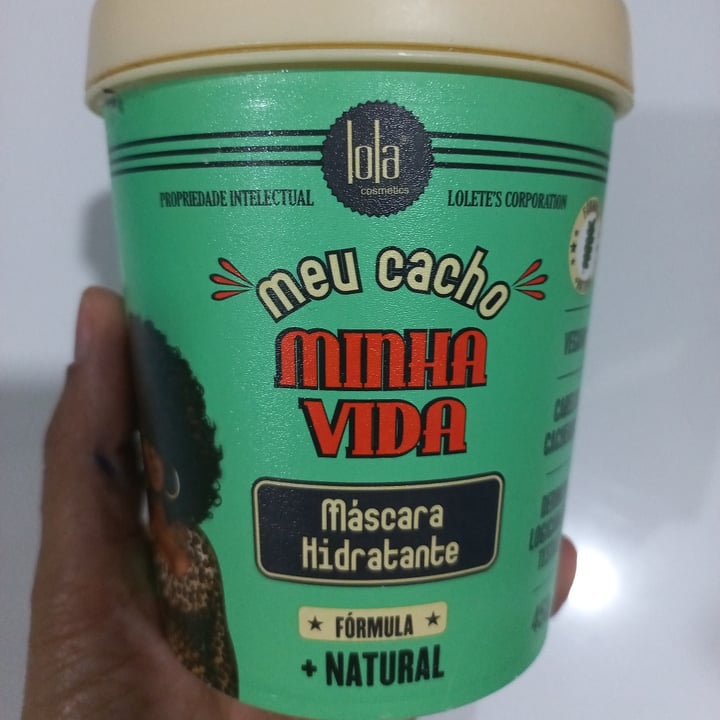 lola
cosmetics
PROPRIEDADE INTELECTUAL
LOLETE'S CORPORATION
meu cacho
MINHA
VIDA
Máscara
Hidratante
FÓRMULA
+ NATURAL